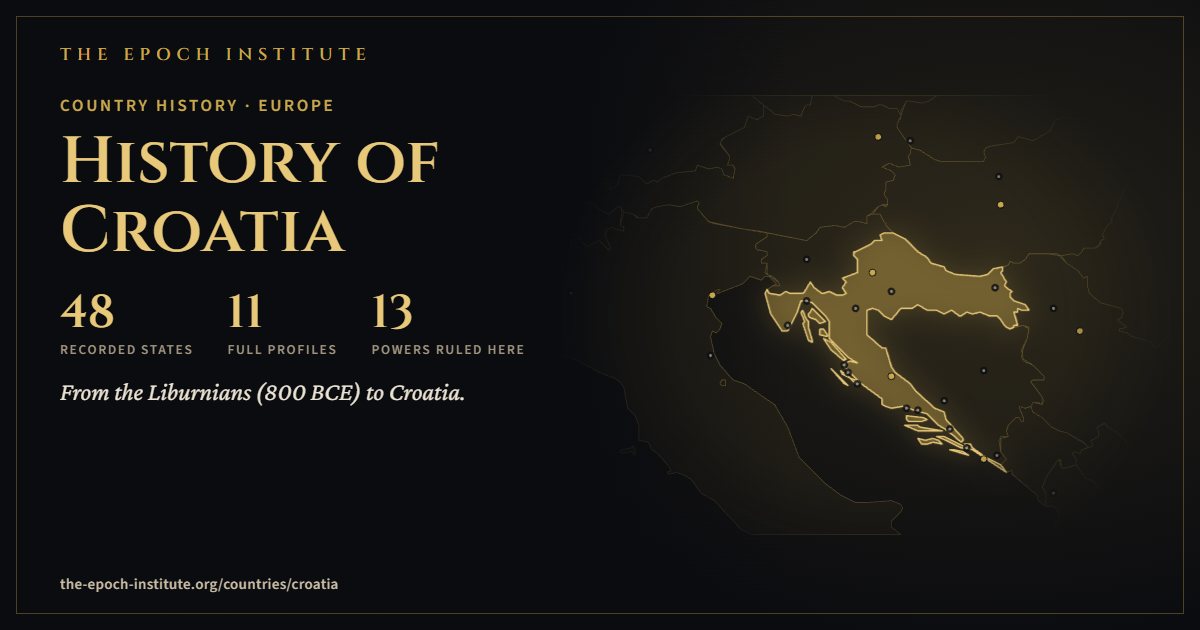 THE EPOCH INSTITUTE
COUNTRY HISTORY · EUROPE
History of
Croatia
48 11 13
RECORDED STATES FULL PROFILES POWERS RULED HERE
From the Liburnians (800 BCE) to Croatia.
the-epoch-institute.org/countries/croatia